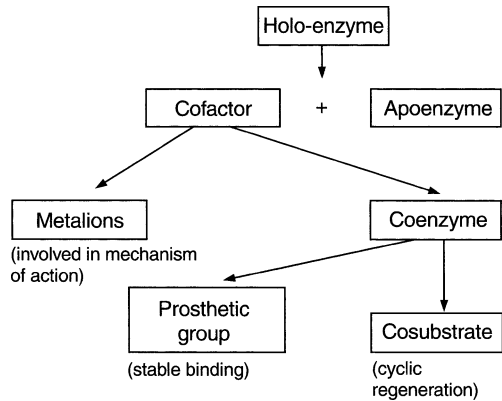 Holo-enzyme
Cofactor + Apoenzyme
Metalions
(involved in mechanism
of action)
Coenzyme
Prosthetic
group
(stable binding)
Cosubstrate
(cyclic
regeneration)